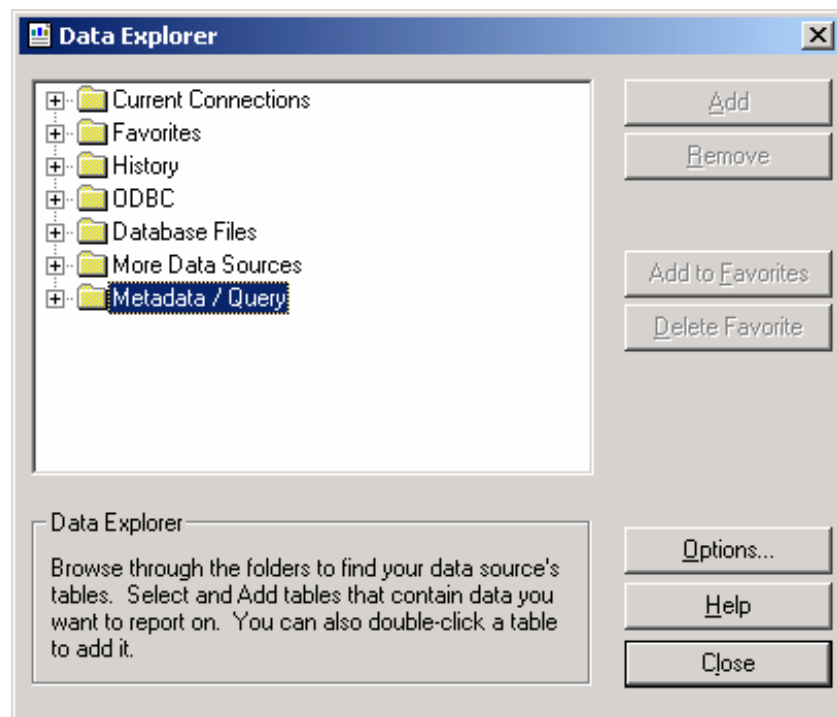 Data Explorer
Current Connections
Favorites
History
ODBC
Database Files
More Data Sources
Metadata / Query
Add
Remove
Add to Favorites
Delete Favorite
Data Explorer
Browse through the folders to find your data source's
tables. Select and Add tables that contain data you
want to report on. You can also double-click a table
to add it.
Options...
Help
Close